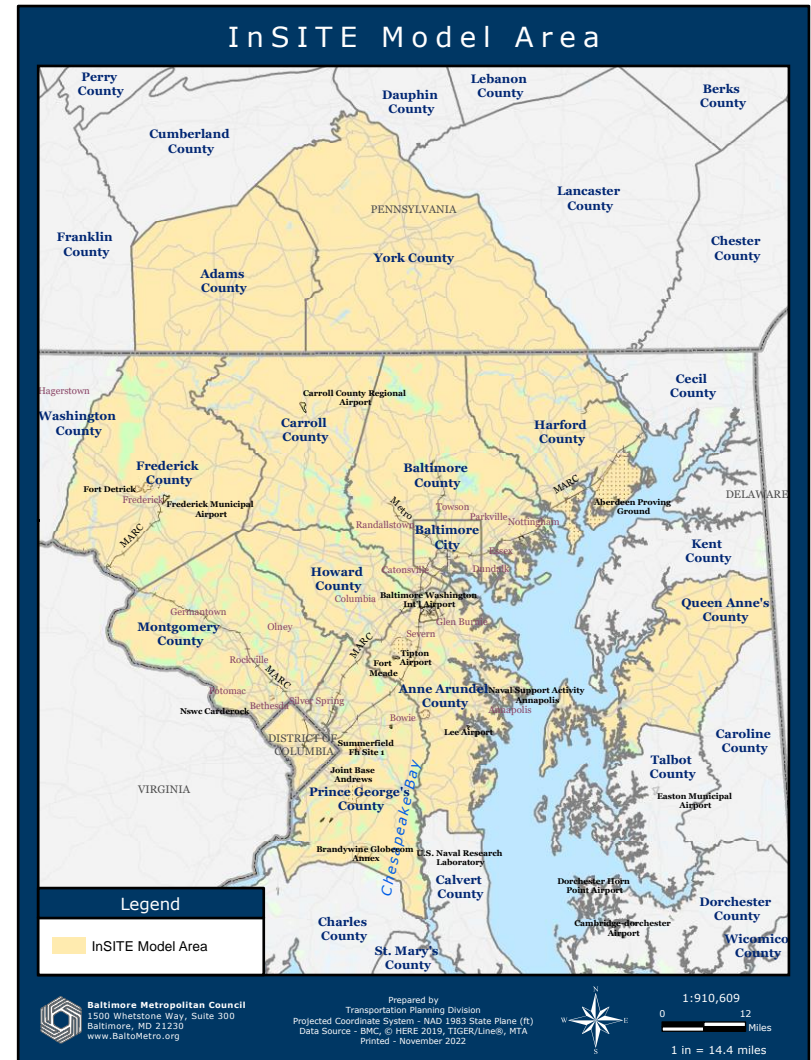 InSITE Model Area
Perry
County
Dauphin
County
Lebanon
County
Berks
County
Cumberland
County
Lancaster
County
PENNSYLVANIA
Franklin
County
Chester
County
York County
Adams
County
Hagerstown
Washington
County
Carroll County Regional
Airport
Carroll
County
Harford
County
Cecil
County
Frederick
County
Fort Detrick
Frederick
Frederick Municipal
Airport
MARC
Baltimore
County
MARC
Aberdeen Proving
Ground
DELAWARE
Metro
Towson
Parkville
Nottingham
Randallstown
Baltimore
City
Essex
Kent
County
Howard
County
Columbia
Catonsville
Dundalk
Baltimore Washington
Int'l Airport
Queen Anne's
County
Germantown
Montgomery
County
Olney
Glen Burnie
Severn
MARC
Rockville
MARC
Tipton
Airport
Fort
Meade
Potomac
Nswc Carderock
Bethesda
Silver Spring
Anne Arundel
County
Naval Support Activity
Annapolis
Annapolis
Bowie
Lee Airport
Caroline
County
DISTRICT OF
COLUMBIA
Summerfield
Fh Site 1
Talbot
County
Joint Base
Andrews
VIRGINIA
Prince George's
County
Easton Municipal
Airport
Chesapeake Bay
Brandywine Globecom
Annex
U.S. Naval Research
Laboratory
Calvert
County
Dorchester Horn
Point Airport
Dorchester
County
Cambridge-dorchester
Airport
Wicomico
County
Charles
County
St. Mary's
County
Legend
InSITE Model Area
Baltimore Metropolitan Council
1500 Whetstone Way, Suite 300
Baltimore, MD 21230
www.BaltoMetro.org
Prepared by
Transportation Planning Division
Projected Coordinate System - NAD 1983 State Plane (ft)
Data Source - BMC, © HERE 2019, TIGER/Line®, MTA
Printed - November 2022
N
W
E
S
1:910,609
0 12
Miles
1 in = 14.4 miles